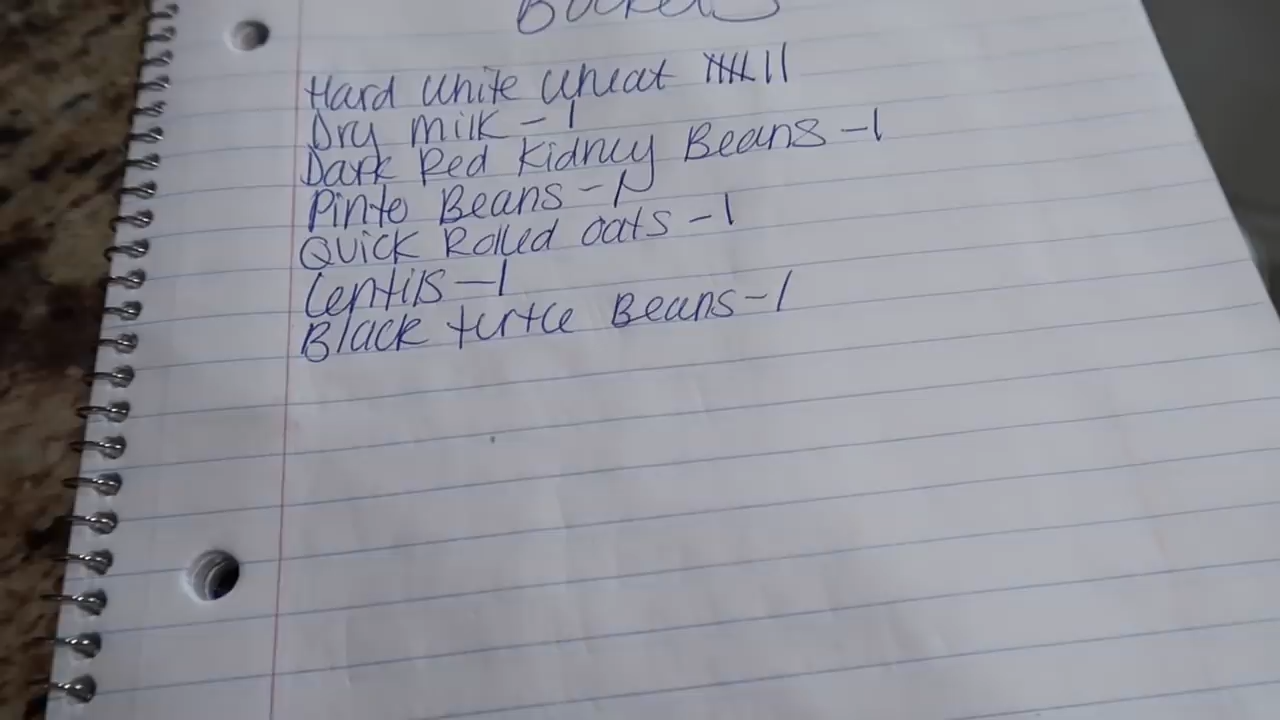 Buckets
Hard White Wheat 𝍸 ||
Dry Milk - 1
Dark Red Kidney Beans - 1
Pinto Beans - 1
Quick Rolled Oats - 1
Lentils - 1
Black turtle Beans - 1